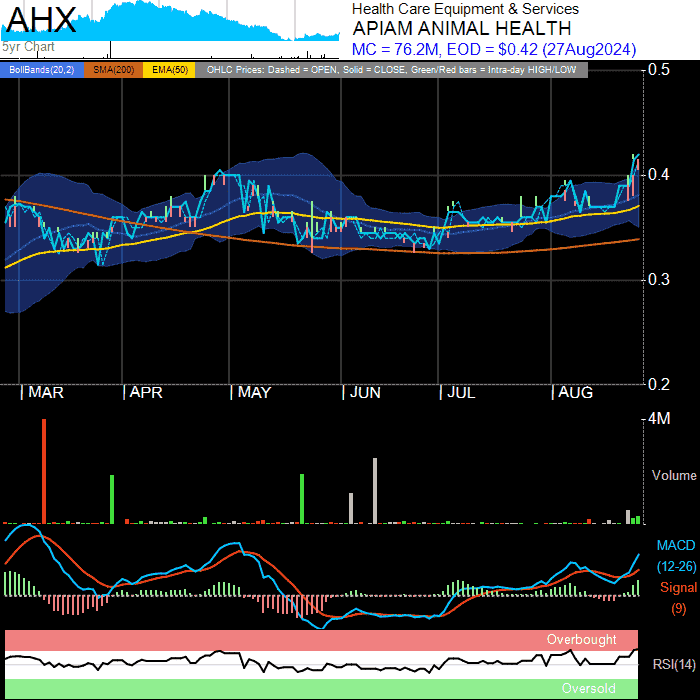 AHX
5yr Chart
Health Care Equipment & Services
APIAM ANIMAL HEALTH
MC = 76.2M, EOD = $0.42 (27Aug2024)
BollBands(20,2) SMA(200) EMA(50) OHLC Prices: Dashed = OPEN, Solid = CLOSE, Green/Red bars = Intra-day HIGH/LOW
0.5
0.4
0.3
0.2
MAR APR MAY JUN JUL AUG
4M
Volume
MACD
(12-26)
Signal
(9)
Overbought
RSI(14)
Oversold